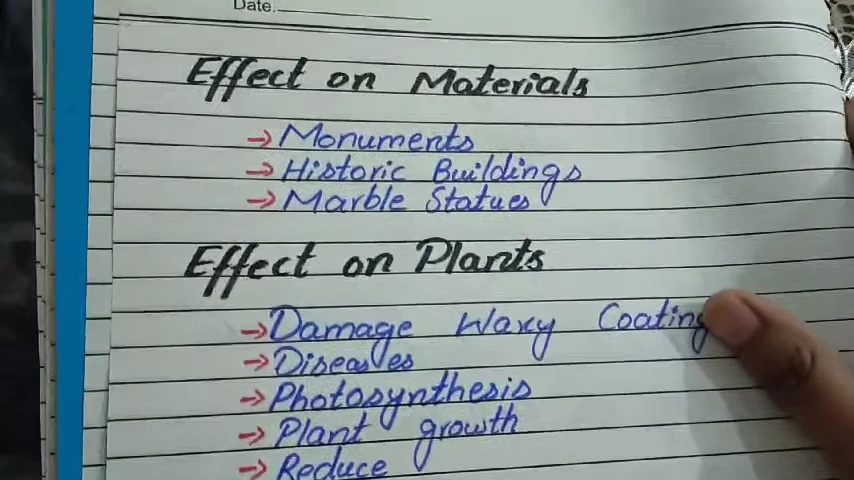 Date.
Effect on Materials
→ Monuments
→ Historic Buildings
→ Marble Statues
Effect on Plants
→ Damage Waxy Coating
→ Diseases
→ Photosynthesis
→ Plant growth
→ Reduce